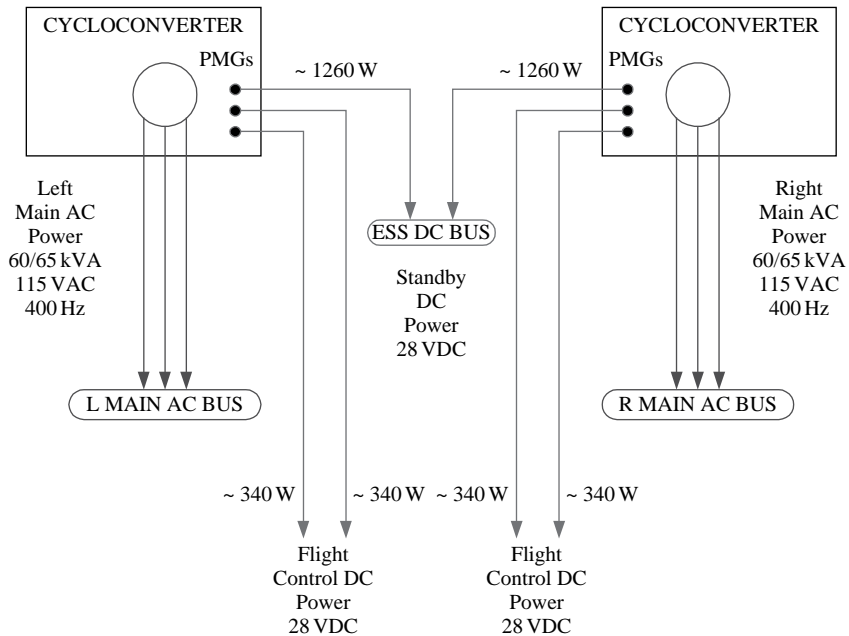 CYCLOCONVERTER
PMGs
~ 1260 W
~ 1260 W
CYCLOCONVERTER
PMGs
Left
Main AC
Power
60/65 kVA
115 VAC
400 Hz
ESS DC BUS
Standby
DC
Power
28 VDC
Right
Main AC
Power
60/65 kVA
115 VAC
400 Hz
L MAIN AC BUS
R MAIN AC BUS
~ 340 W
~ 340 W
~ 340 W
~ 340 W
Flight
Control DC
Power
28 VDC
Flight
Control DC
Power
28 VDC